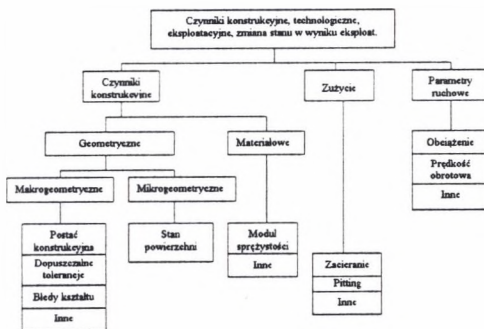 Czynniki konstrukcyjne, technologiczne,
eksploatacyjne, zmiana stanu w wyniku eksploat.
Czynniki
konstrukcyjne
Zużycie
Parametry
ruchowe
Geometryczne
Materiałowe
Obciążenie
Prędkość
obrotowa
Inne
Makrogeometryczne
Mikrogeometryczne
Postać
konstrukcyjna
Dopuszczalne
tolerancje
Błędy kształtu
Inne
Stan
powierzchni
Moduł
sprężystości
Inne
Zacieranie
Pitting
Inne